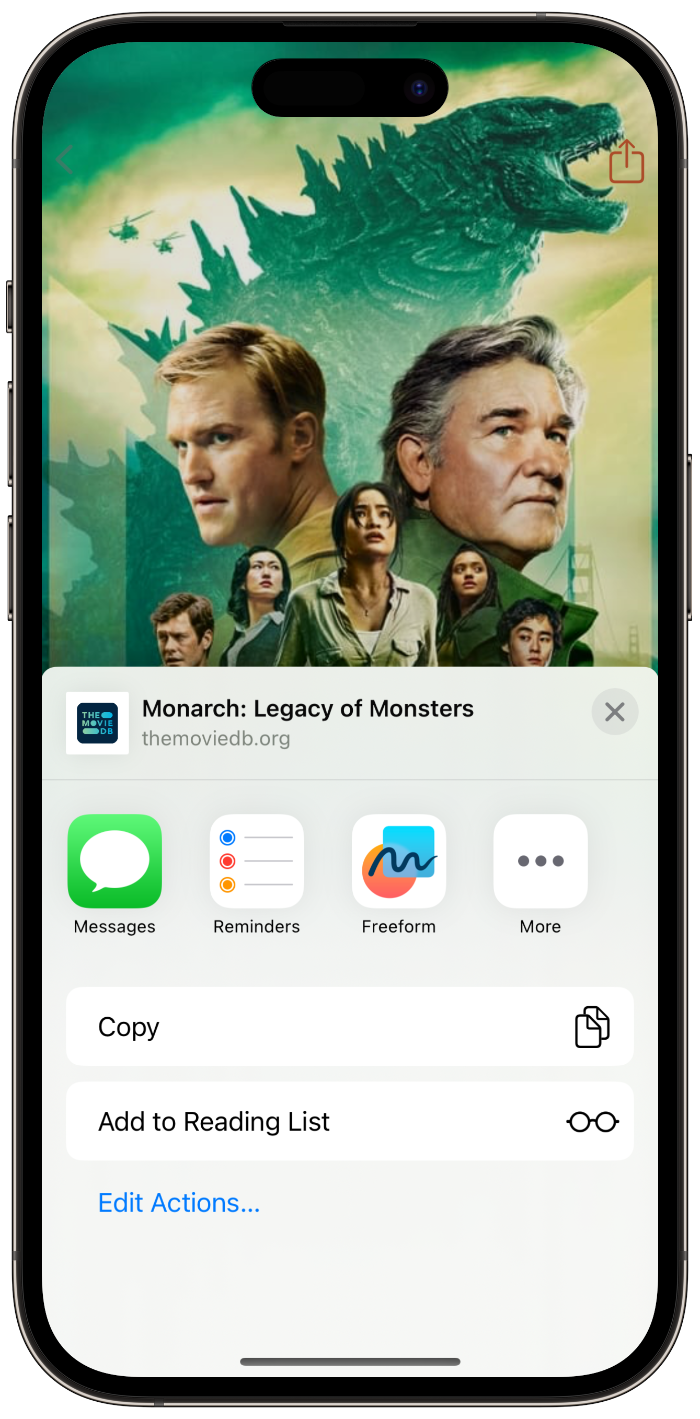 THE
MOVIE
DB
Monarch: Legacy of Monsters
themoviedb.org
Messages
Reminders
Freeform
More
Copy
Add to Reading List
Edit Actions...